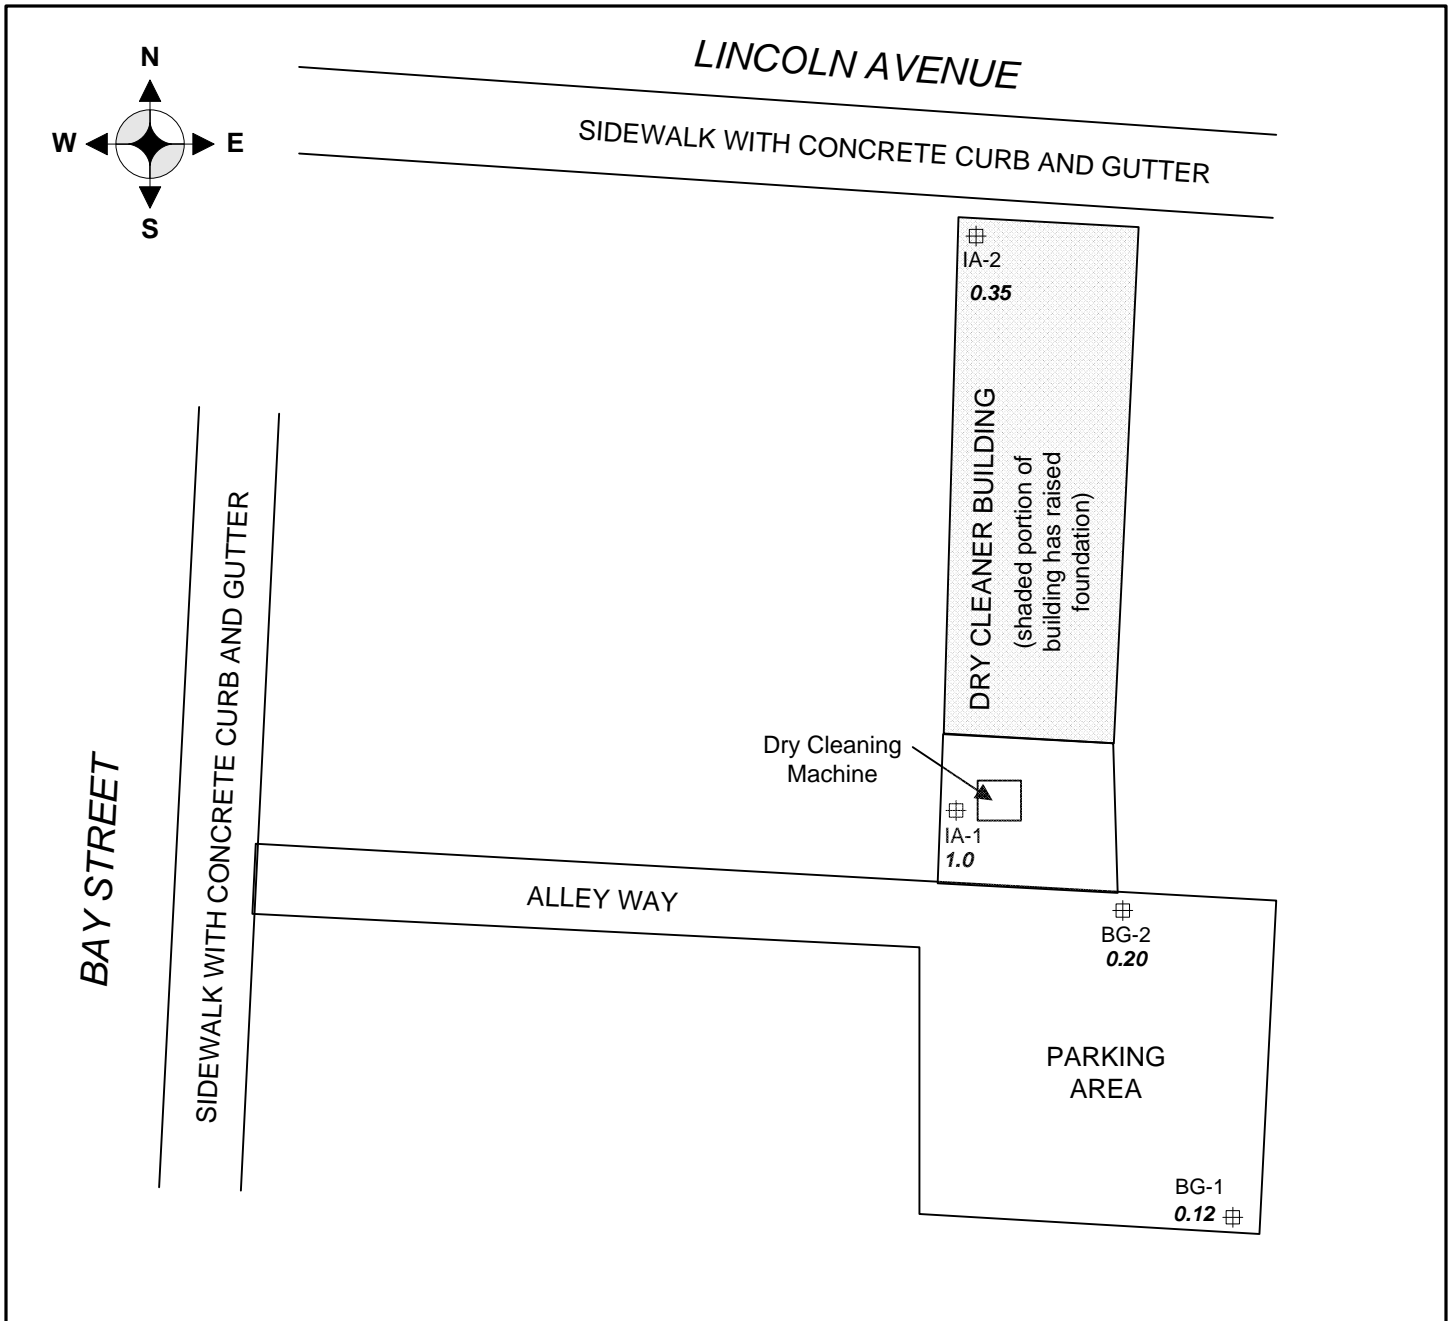 N
W E
S
LINCOLN AVENUE
SIDEWALK WITH CONCRETE CURB AND GUTTER
IA-2
0.35
DRY CLEANER BUILDING
(shaded portion of
building has raised
foundation)
Dry Cleaning
Machine
IA-1
1.0
SIDEWALK WITH CONCRETE CURB AND GUTTER
BAY STREET
ALLEY WAY
BG-2
0.20
PARKING
AREA
BG-1
0.12